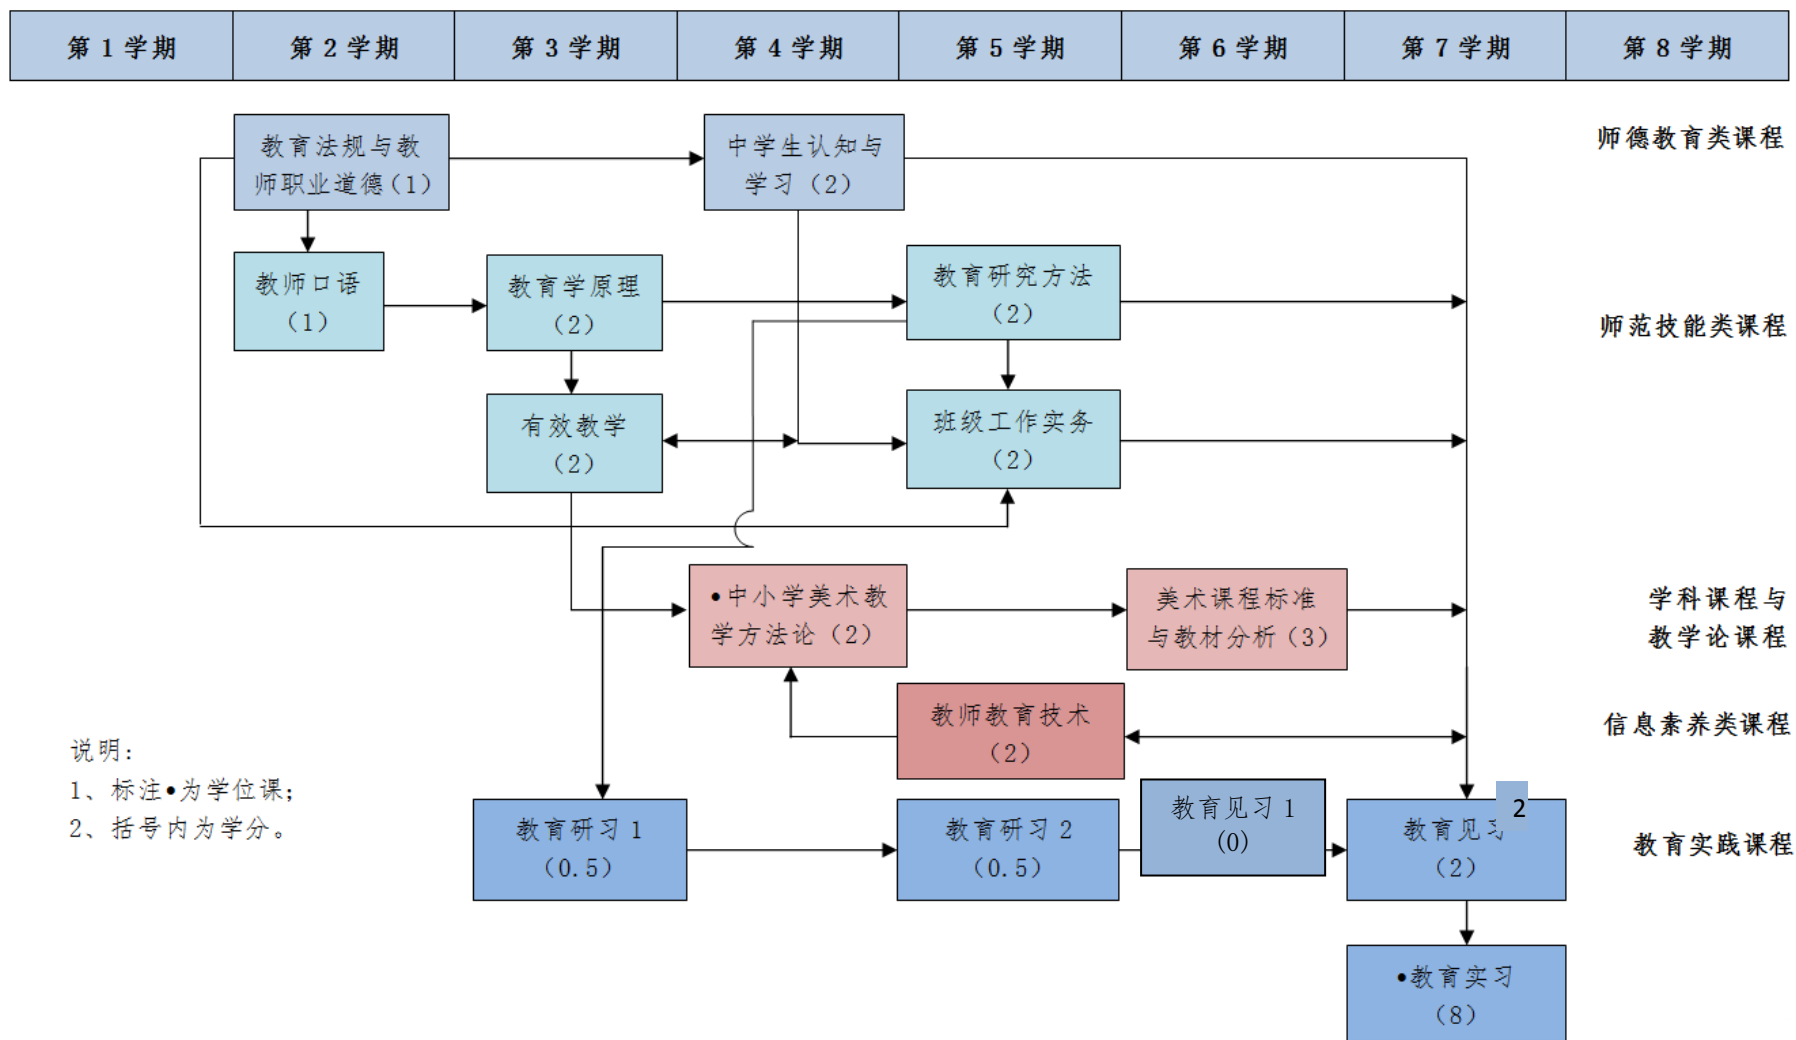 第 1 学期
第 2 学期
第 3 学期
第 4 学期
第 5 学期
第 6 学期
第 7 学期
第 8 学期
教育法规与教
师职业道德（1）
中学生认知与
学习（2）
师德教育类课程
教师口语
（1）
教育学原理
（2）
教育研究方法
（2）
师范技能类课程
有效教学
（2）
班级工作实务
（2）
•中小学美术教
学方法论（2）
美术课程标准
与教材分析（3）
学科课程与
教学论课程
教师教育技术
（2）
信息素养类课程
说明：
1、标注•为学位课；
2、括号内为学分。
教育研习 1
（0.5）
教育研习 2
（0.5）
教育见习 1
(0)
教育见习 2
（2）
教育实践课程
•教育实习
（8）